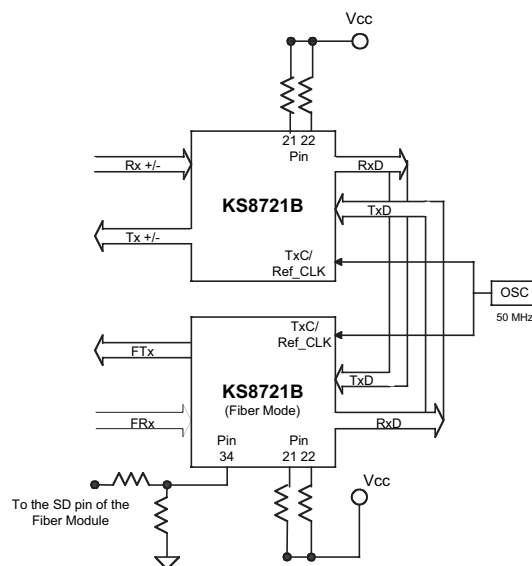 Vcc
21 22
Pin
Rx +/-
RxD
KS8721B
TxD
Tx +/-
TxC/
Ref_CLK
OSC
50 MHz
TxC/
Ref_CLK
FTx
KS8721B
TxD
(Fiber Mode)
FRx
RxD
Pin
34
Pin
21 22
Vcc
To the SD pin of the
Fiber Module